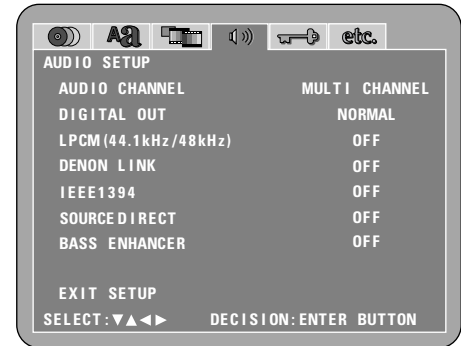 Aa etc.
AUDIO SETUP
AUDIO CHANNEL MULTI CHANNEL
DIGITAL OUT NORMAL
LPCM (44.1kHz/48kHz) OFF
DENON LINK OFF
IEEE1394 OFF
SOURCE DIRECT OFF
BASS ENHANCER OFF
EXIT SETUP
SELECT:▼▲◀▶ DECISION:ENTER BUTTON